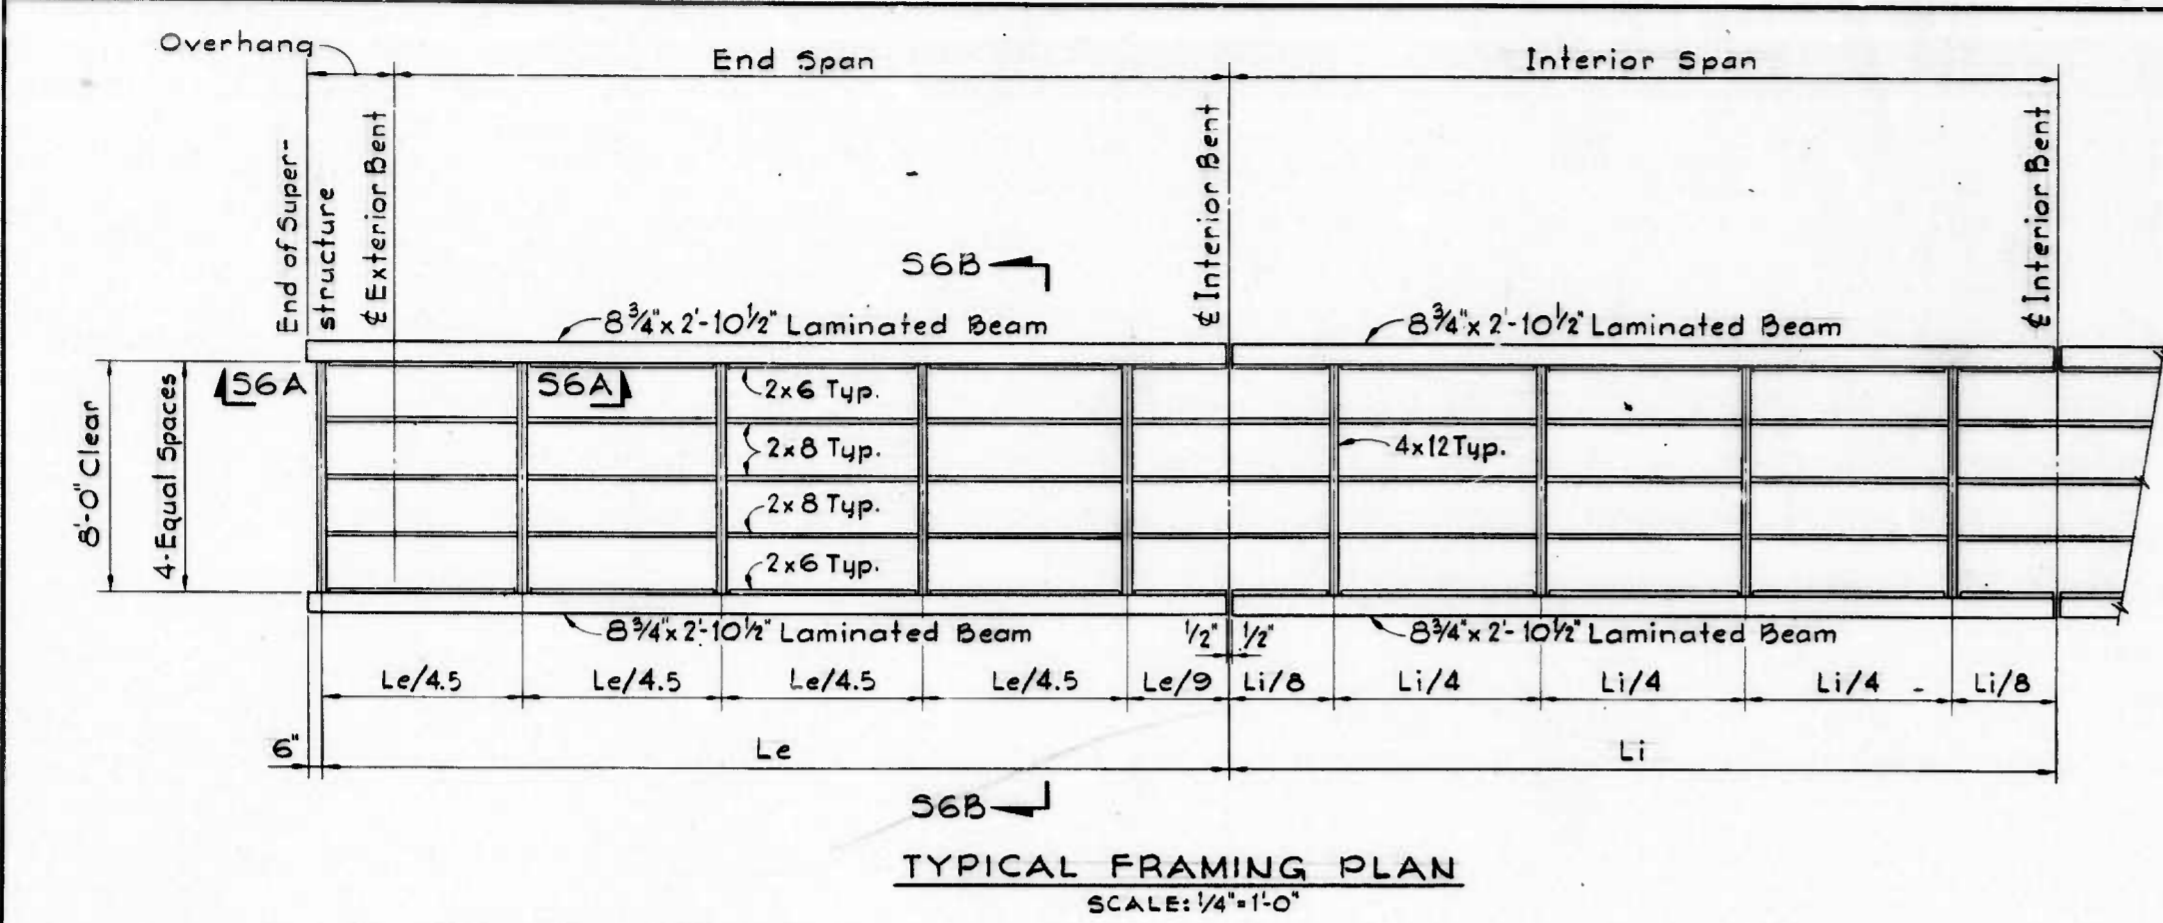 Overhang
End Span
Interior Span
End of Super-
structure
℄ Exterior Bent
℄ Interior Bent
℄ Interior Bent
S6B
8¾"x 2'-10½" Laminated Beam
8¾"x 2'-10½" Laminated Beam
8'-0" Clear
4-Equal Spaces
S6A
S6A
2x6 Typ.
2x8 Typ.
4x12 Typ.
2x8 Typ.
2x6 Typ.
8¾"x 2'-10½" Laminated Beam
½"
½"
8¾"x 2'-10½" Laminated Beam
Le/4.5
Le/4.5
Le/4.5
Le/4.5
Le/9
Li/8
Li/4
Li/4
Li/4
Li/8
6"
Le
Li
S6B
TYPICAL FRAMING PLAN
SCALE: ¼"=1'-0"